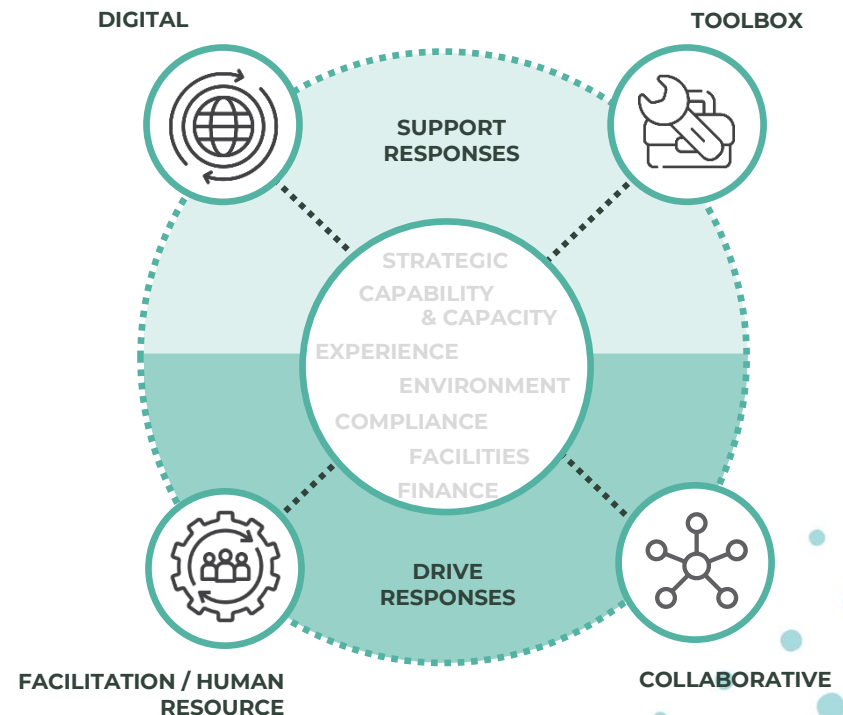 DIGITAL
TOOLBOX
SUPPORT
RESPONSES
STRATEGIC
CAPABILITY
& CAPACITY
EXPERIENCE
ENVIRONMENT
COMPLIANCE
FACILITIES
FINANCE
DRIVE
RESPONSES
FACILITATION / HUMAN
RESOURCE
COLLABORATIVE